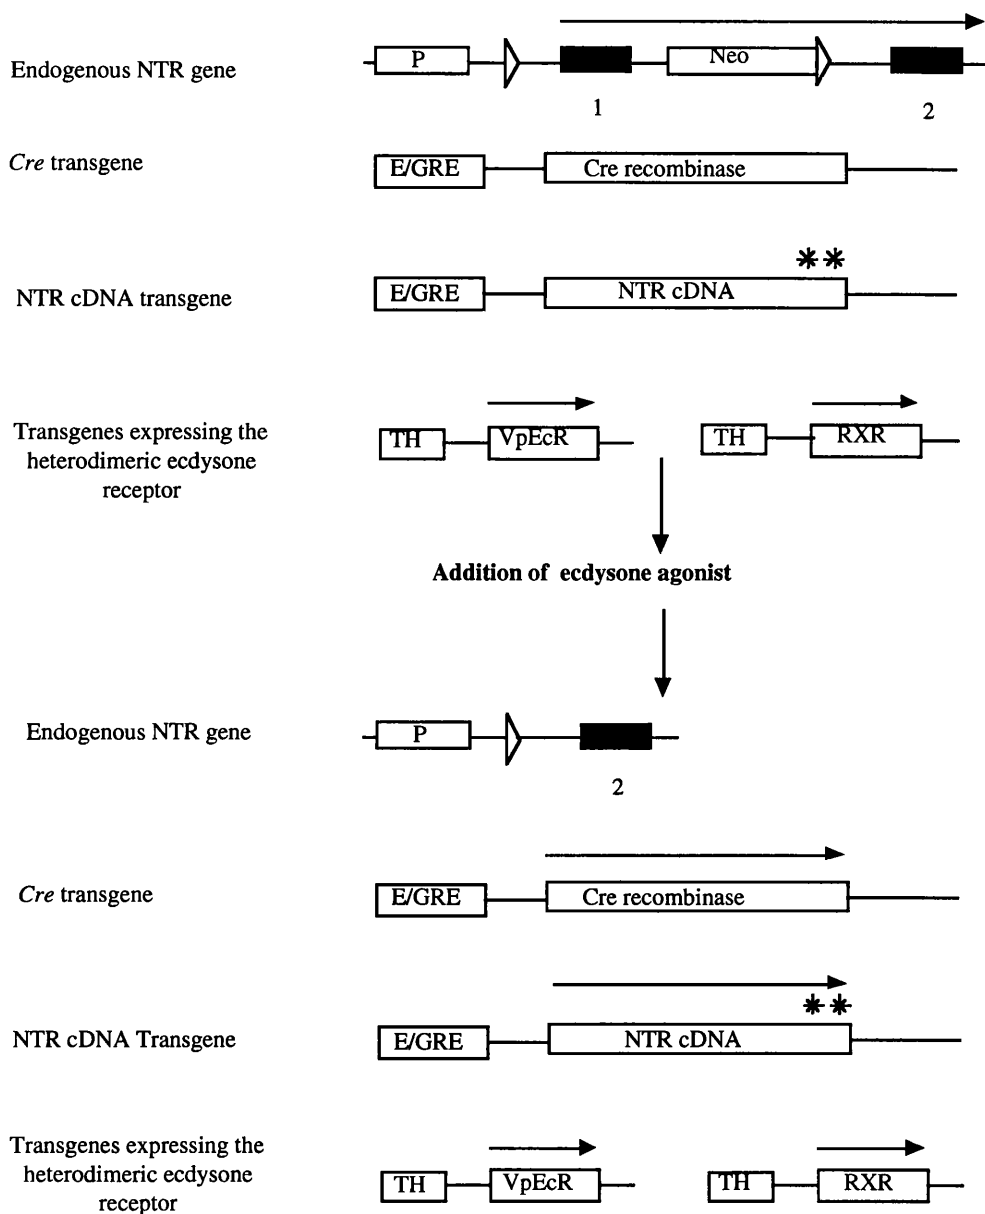 Endogenous NTR gene
P
Neo
1
2
Cre transgene
E/GRE
Cre recombinase
**
NTR cDNA transgene
E/GRE
NTR cDNA
Transgenes expressing the
heterodimeric ecdysone
receptor
TH
VpEcR
TH
RXR
Addition of ecdysone agonist
Endogenous NTR gene
P
2
Cre transgene
E/GRE
Cre recombinase
**
NTR cDNA Transgene
E/GRE
NTR cDNA
Transgenes expressing the
heterodimeric ecdysone
receptor
TH
VpEcR
TH
RXR